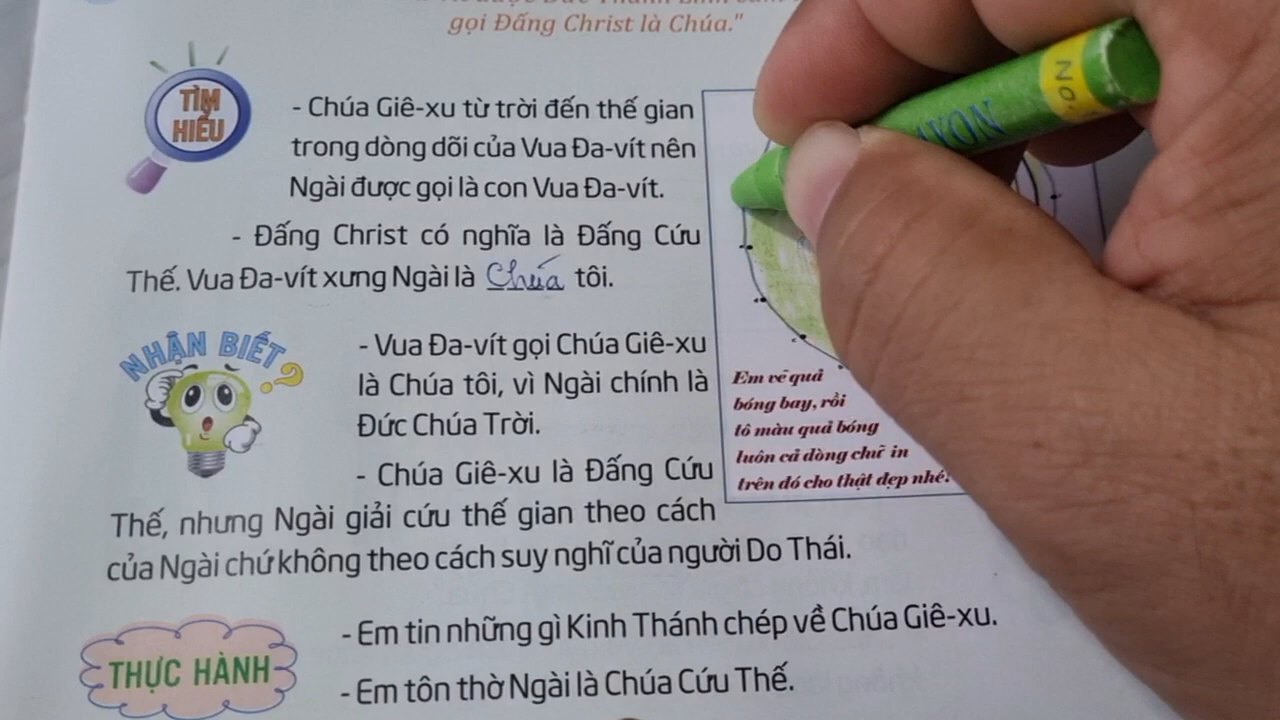 gọi Đấng Christ là Chúa."
TÌM
HIỂU
- Chúa Giê-xu từ trời đến thế gian
trong dòng dõi của Vua Đa-vít nên
Ngài được gọi là con Vua Đa-vít.
- Đấng Christ có nghĩa là Đấng Cứu
Thế. Vua Đa-vít xưng Ngài là Chúa tôi.
NHẬN BIẾT?
- Vua Đa-vít gọi Chúa Giê-xu
là Chúa tôi, vì Ngài chính là
Đức Chúa Trời.
- Chúa Giê-xu là Đấng Cứu
Thế, nhưng Ngài giải cứu thế gian theo cách
của Ngài chứ không theo cách suy nghĩ của người Do Thái.
THỰC HÀNH
- Em tin những gì Kinh Thánh chép về Chúa Giê-xu.
- Em tôn thờ Ngài là Chúa Cứu Thế.
Em vẽ quả
bóng bay, rồi
tô màu quả bóng
luôn cả dòng chữ in
trên đó cho thật đẹp nhé!
NO.